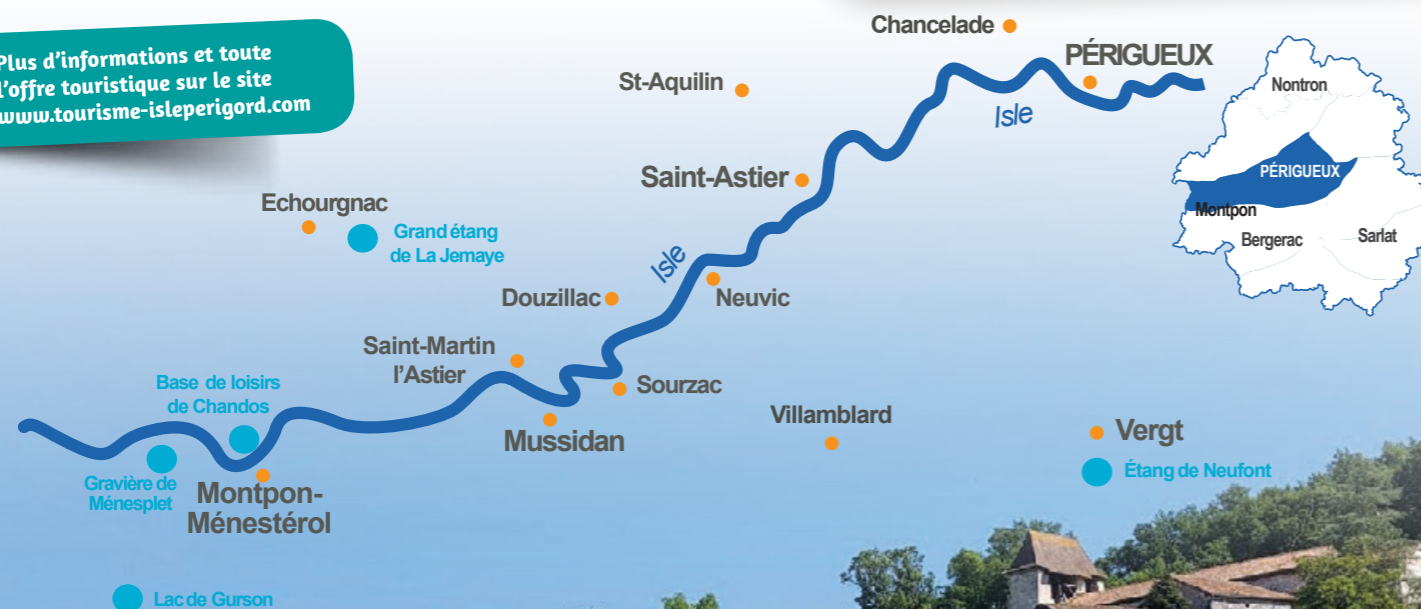 Plus d'informations et toute
l'offre touristique sur le site
www.tourisme-isleperigord.com
Chancelade
PÉRIGUEUX
St-Aquilin
Isle
Saint-Astier
Echourgnac
Grand étang
de La Jemaye
Isle
Neuvic
Douzillac
Saint-Martin
l'Astier
Sourzac
Base de loisirs
de Chandos
Mussidan
Villamblard
Vergt
Étang de Neufont
Gravière de
Ménesplet
Montpon-
Ménestérol
Lac de Gurson
Nontron
PÉRIGUEUX
Montpon
Bergerac
Sarlat